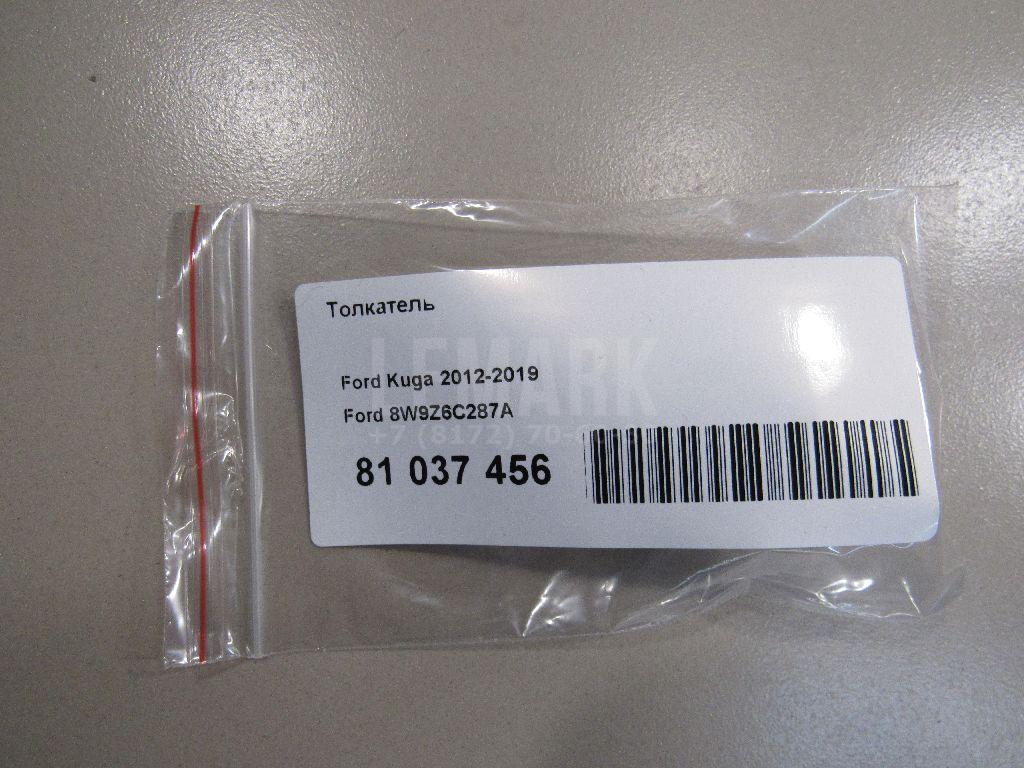 Толкатель
LEMARK
Ford Kuga 2012-2019
Ford 8W9Z6C287A
+7 (8172) 70-
81 037 456